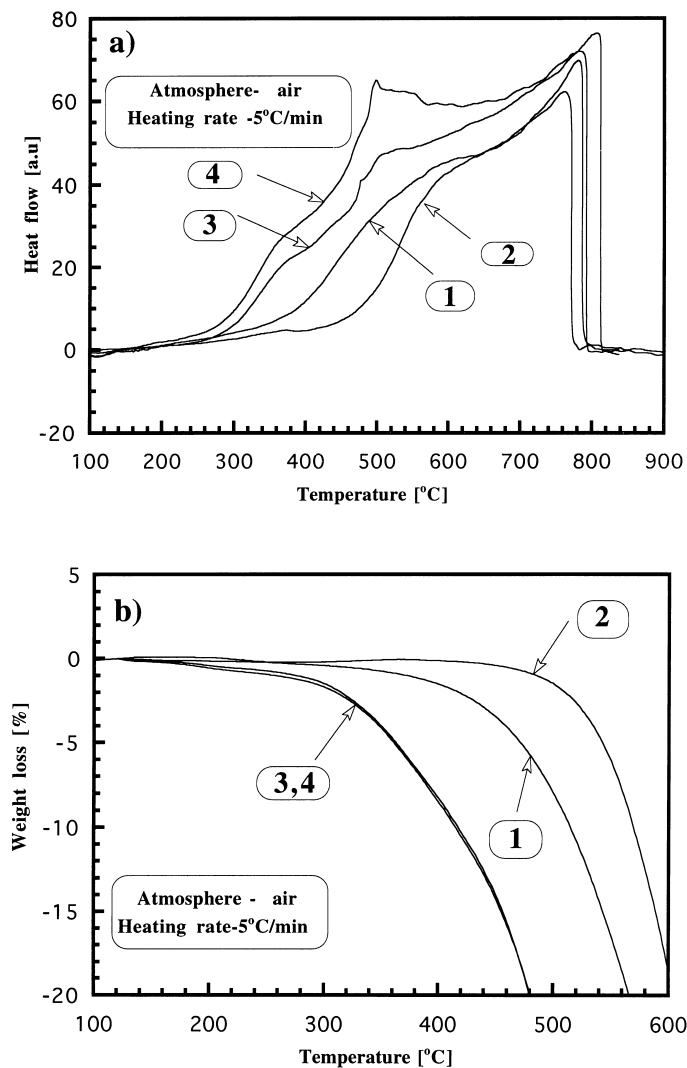 80
a)
Atmosphere- air
Heating rate -5°C/min
60
4
40
3
2
20
1
0
-20
Heat flow [a.u]
100 200 300 400 500 600 700 800 900
Temperature [°C]
5
b)
2
0
-5
3,4
1
-10
Atmosphere - air
Heating rate-5°C/min
-15
-20
Weight loss [%]
100 200 300 400 500 600
Temperature [°C]